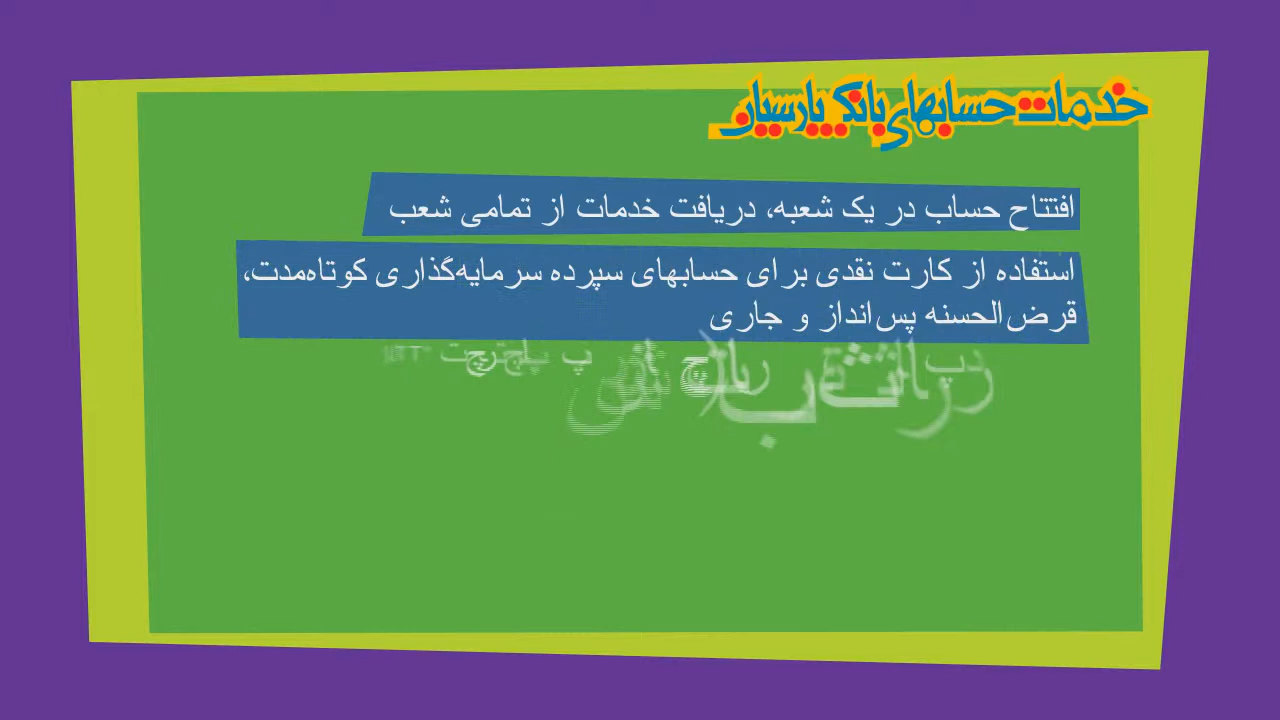 خدمات حسابهای بانک پارسیان
افتتاح حساب در یک شعبه، دریافت خدمات از تمامی شعب
استفاده از کارت نقدی برای حسابهای سپرده سرمایه‌گذاری کوتاه‌مدت،
قرض‌الحسنه پس‌انداز و جاری